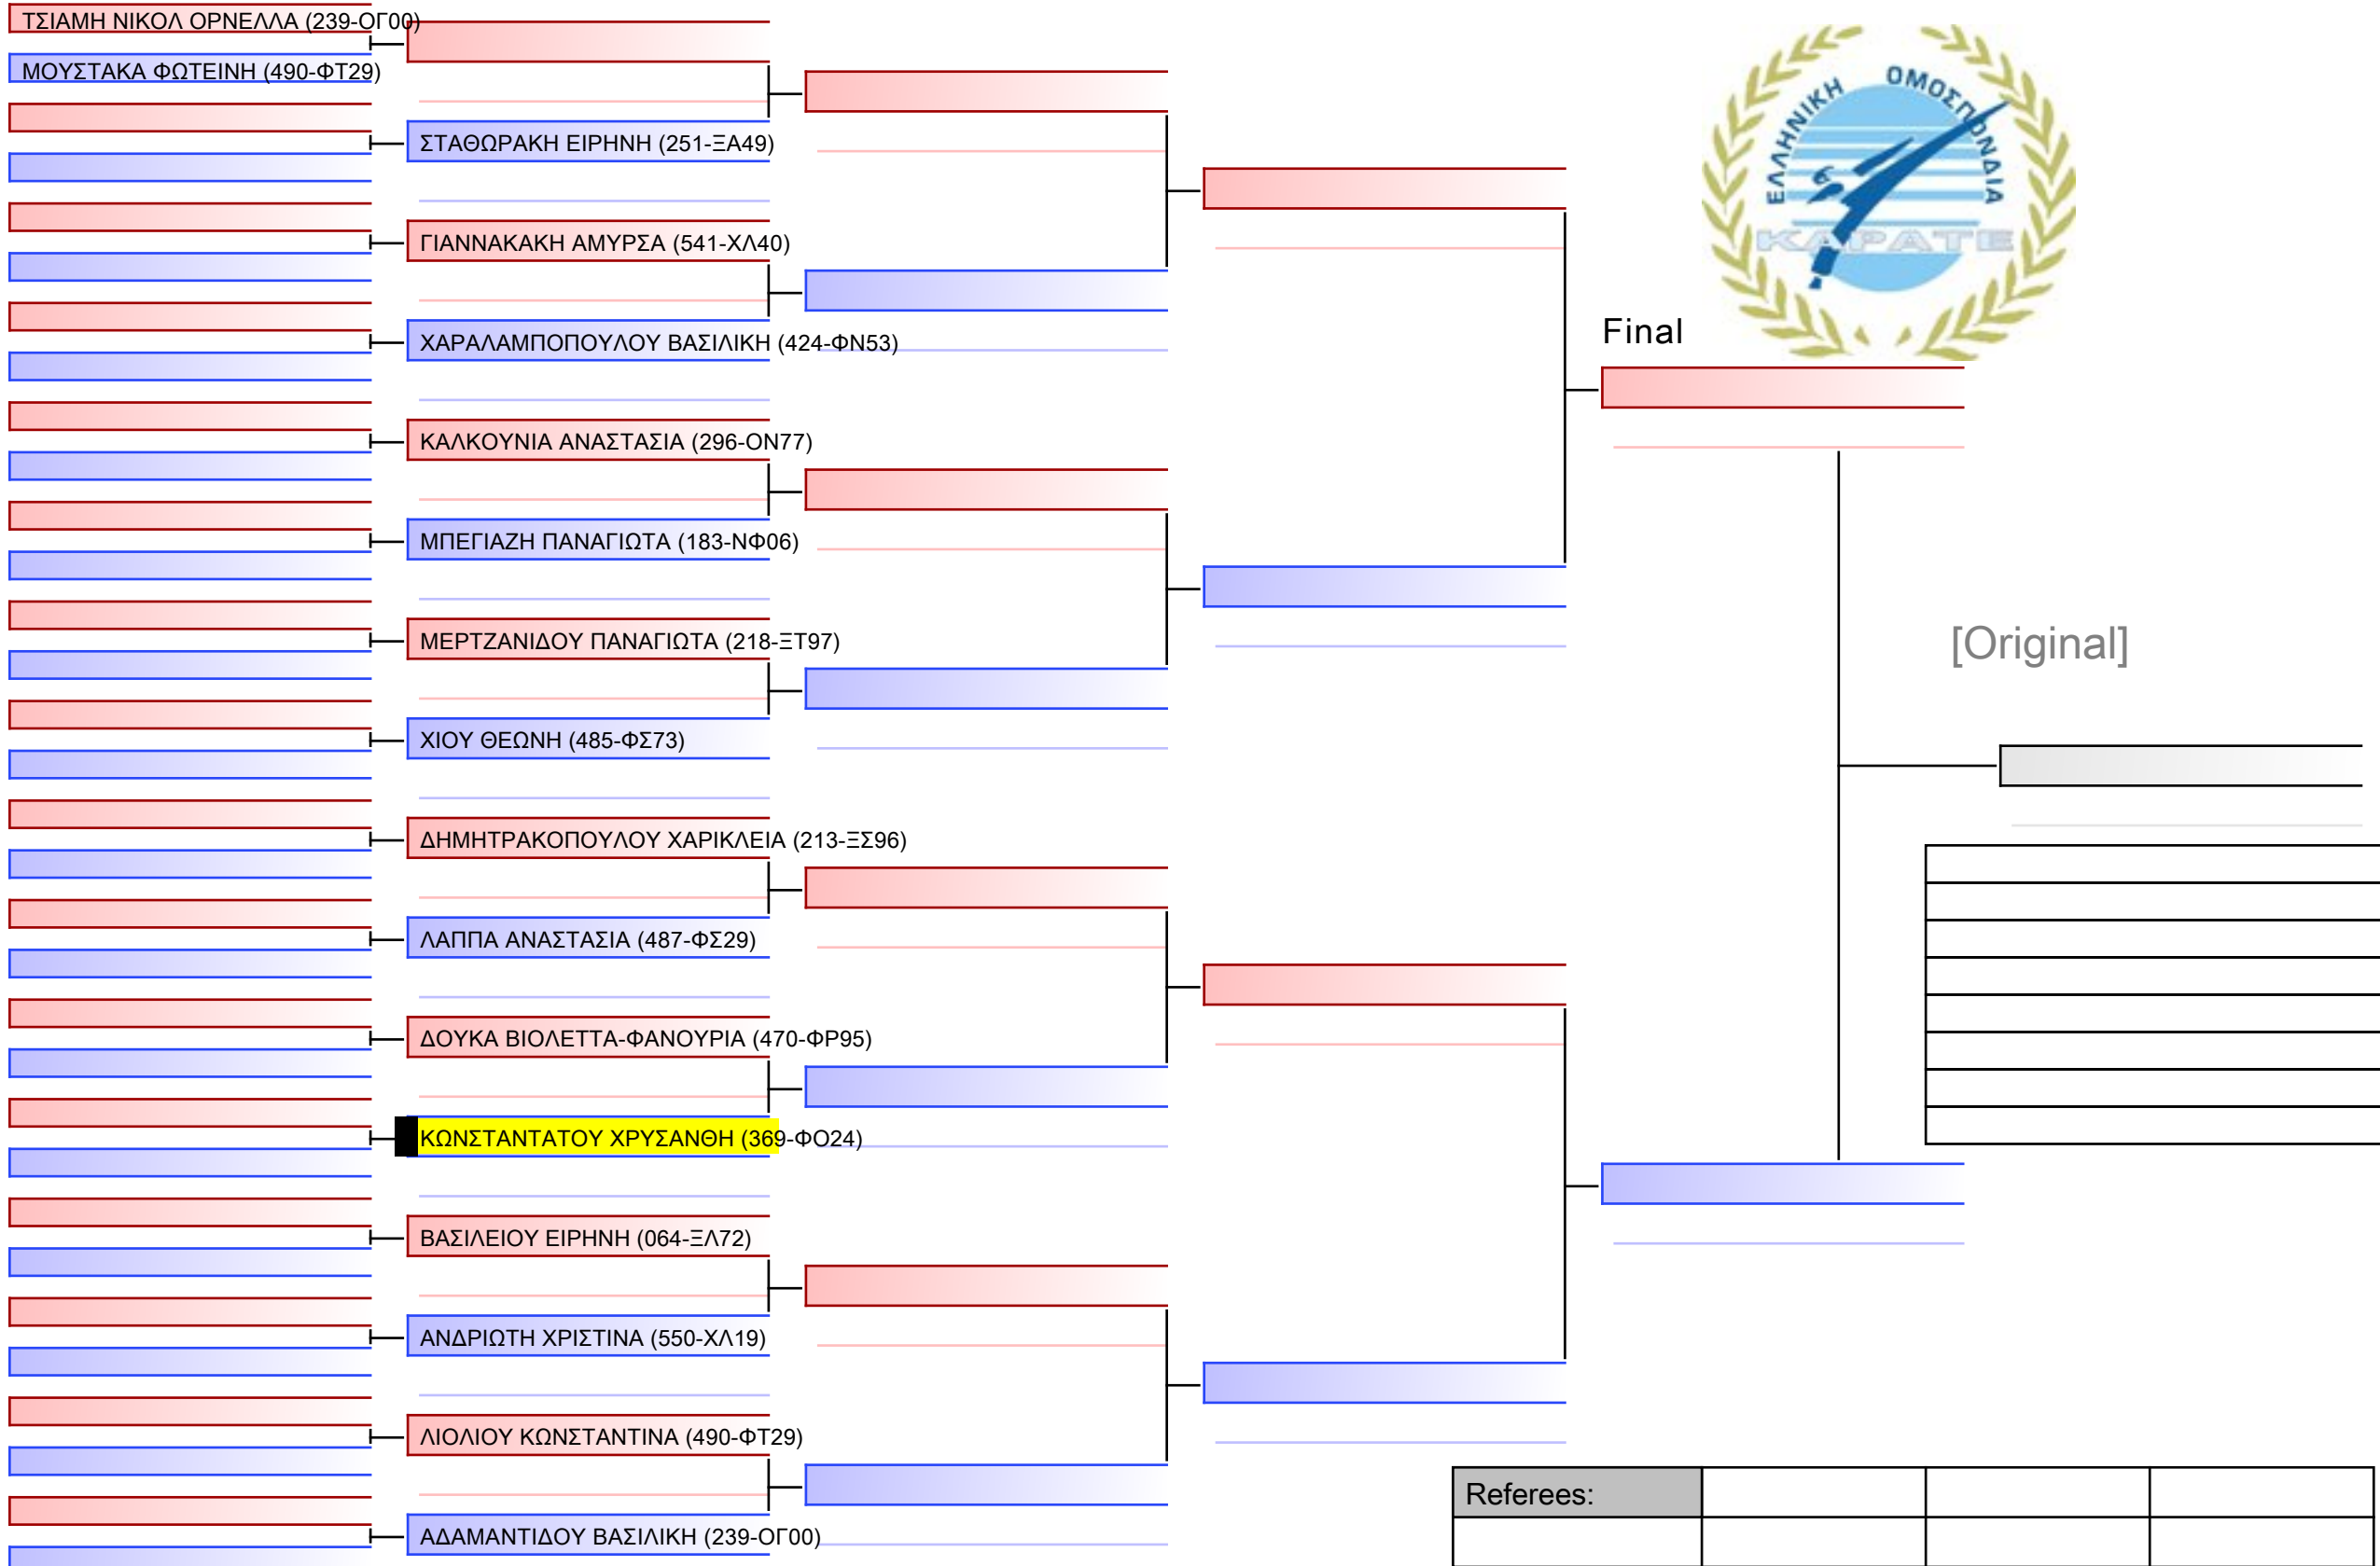 ΤΣΙΑΜΗ ΝΙΚΟΛ ΟΡΝΕΛΛΑ (239-ΟΓ00)
ΜΟΥΣΤΑΚΑ ΦΩΤΕΙΝΗ (490-ΦΤ29)
ΣΤΑΘΩΡΑΚΗ ΕΙΡΗΝΗ (251-ΞΑ49)
ΓΙΑΝΝΑΚΑΚΗ ΑΜΥΡΣΑ (541-ΧΛ40)
ΧΑΡΑΛΑΜΠΟΠΟΥΛΟΥ ΒΑΣΙΛΙΚΗ (424-ΦΝ53)
ΚΑΛΚΟΥΝΙΑ ΑΝΑΣΤΑΣΙΑ (296-ΟΝ77)
ΜΠΕΓΙΑΖΗ ΠΑΝΑΓΙΩΤΑ (183-ΝΦ06)
ΜΕΡΤΖΑΝΙΔΟΥ ΠΑΝΑΓΙΩΤΑ (218-ΞΤ97)
ΧΙΟΥ ΘΕΩΝΗ (485-ΦΣ73)
ΔΗΜΗΤΡΑΚΟΠΟΥΛΟΥ ΧΑΡΙΚΛΕΙΑ (213-ΞΣ96)
ΛΑΠΠΑ ΑΝΑΣΤΑΣΙΑ (487-ΦΣ29)
ΔΟΥΚΑ ΒΙΟΛΕΤΤΑ-ΦΑΝΟΥΡΙΑ (470-ΦΡ95)
ΚΩΝΣΤΑΝΤΑΤΟΥ ΧΡΥΣΑΝΘΗ (369-ΦΟ24)
ΒΑΣΙΛΕΙΟΥ ΕΙΡΗΝΗ (064-ΞΛ72)
ΑΝΔΡΙΩΤΗ ΧΡΙΣΤΙΝΑ (550-ΧΛ19)
ΛΙΟΛΙΟΥ ΚΩΝΣΤΑΝΤΙΝΑ (490-ΦΤ29)
ΑΔΑΜΑΝΤΙΔΟΥ ΒΑΣΙΛΙΚΗ (239-ΟΓ00)
ΕΛΛΗΝΙΚΗ ΟΜΟΣΠΟΝΔΙΑ
ΚΑΡΑΤΕ
Final
[Original]
Referees: